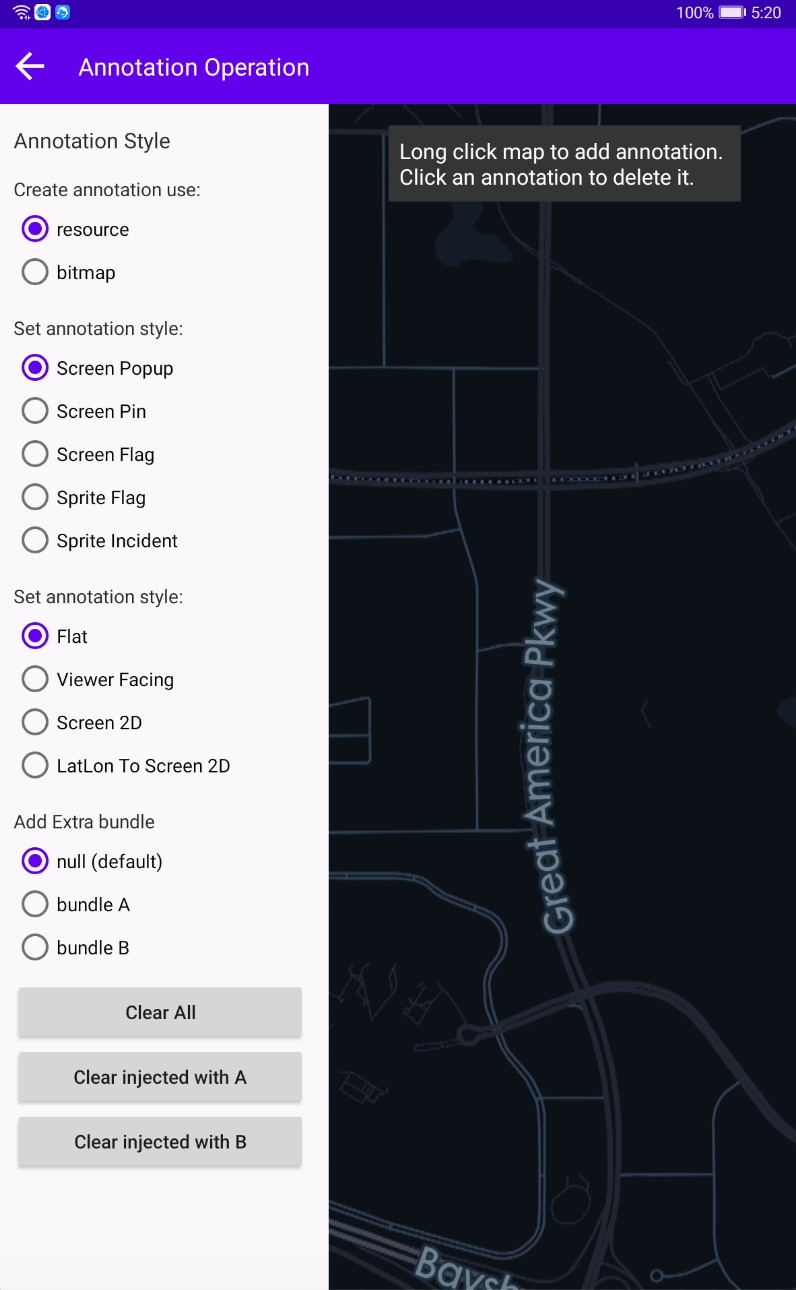 100% 5:20
Annotation Operation
Annotation Style
Create annotation use:
resource
bitmap
Set annotation style:
Screen Popup
Screen Pin
Screen Flag
Sprite Flag
Sprite Incident
Set annotation style:
Flat
Viewer Facing
Screen 2D
LatLon To Screen 2D
Add Extra bundle
null (default)
bundle A
bundle B
Clear All
Clear injected with A
Clear injected with B
Long click map to add annotation.
Click an annotation to delete it.
Great America Pkwy
Baysh